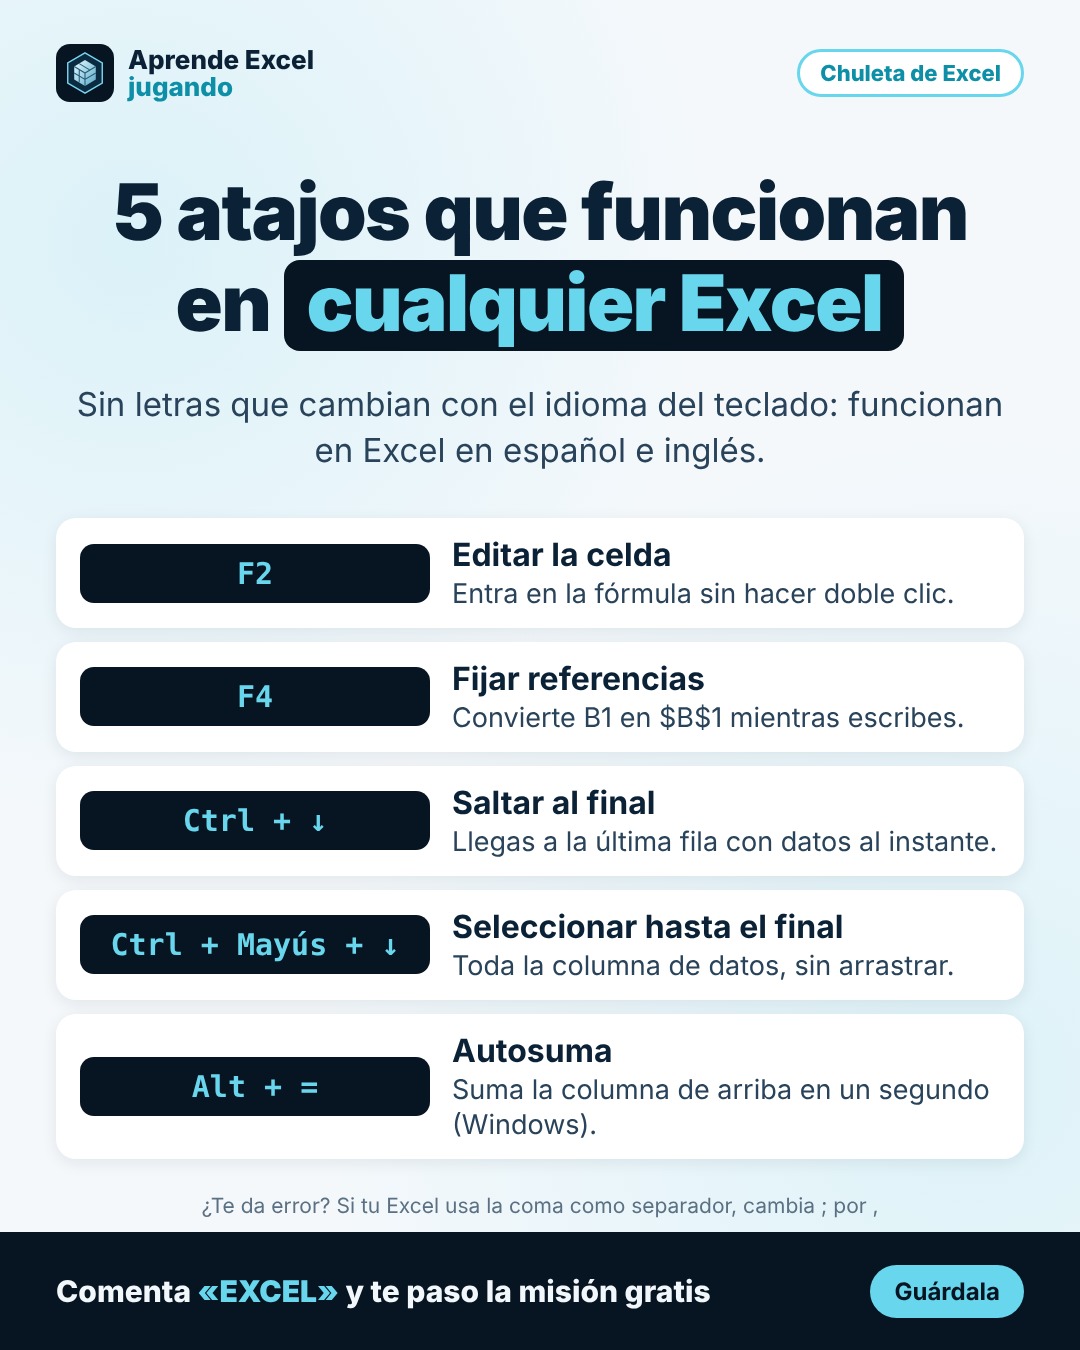 Aprende Excel
jugando
Chuleta de Excel
5 atajos que funcionan
en cualquier Excel
Sin letras que cambian con el idioma del teclado: funcionan
en Excel en español e inglés.
F2
Editar la celda
Entra en la fórmula sin hacer doble clic.
F4
Fijar referencias
Convierte B1 en $B$1 mientras escribes.
Ctrl + ↓
Saltar al final
Llegas a la última fila con datos al instante.
Ctrl + Mayús + ↓
Seleccionar hasta el final
Toda la columna de datos, sin arrastrar.
Alt + =
Autosuma
Suma la columna de arriba en un segundo
(Windows).
¿Te da error? Si tu Excel usa la coma como separador, cambia ; por ,
Comenta «EXCEL» y te paso la misión gratis
Guárdala